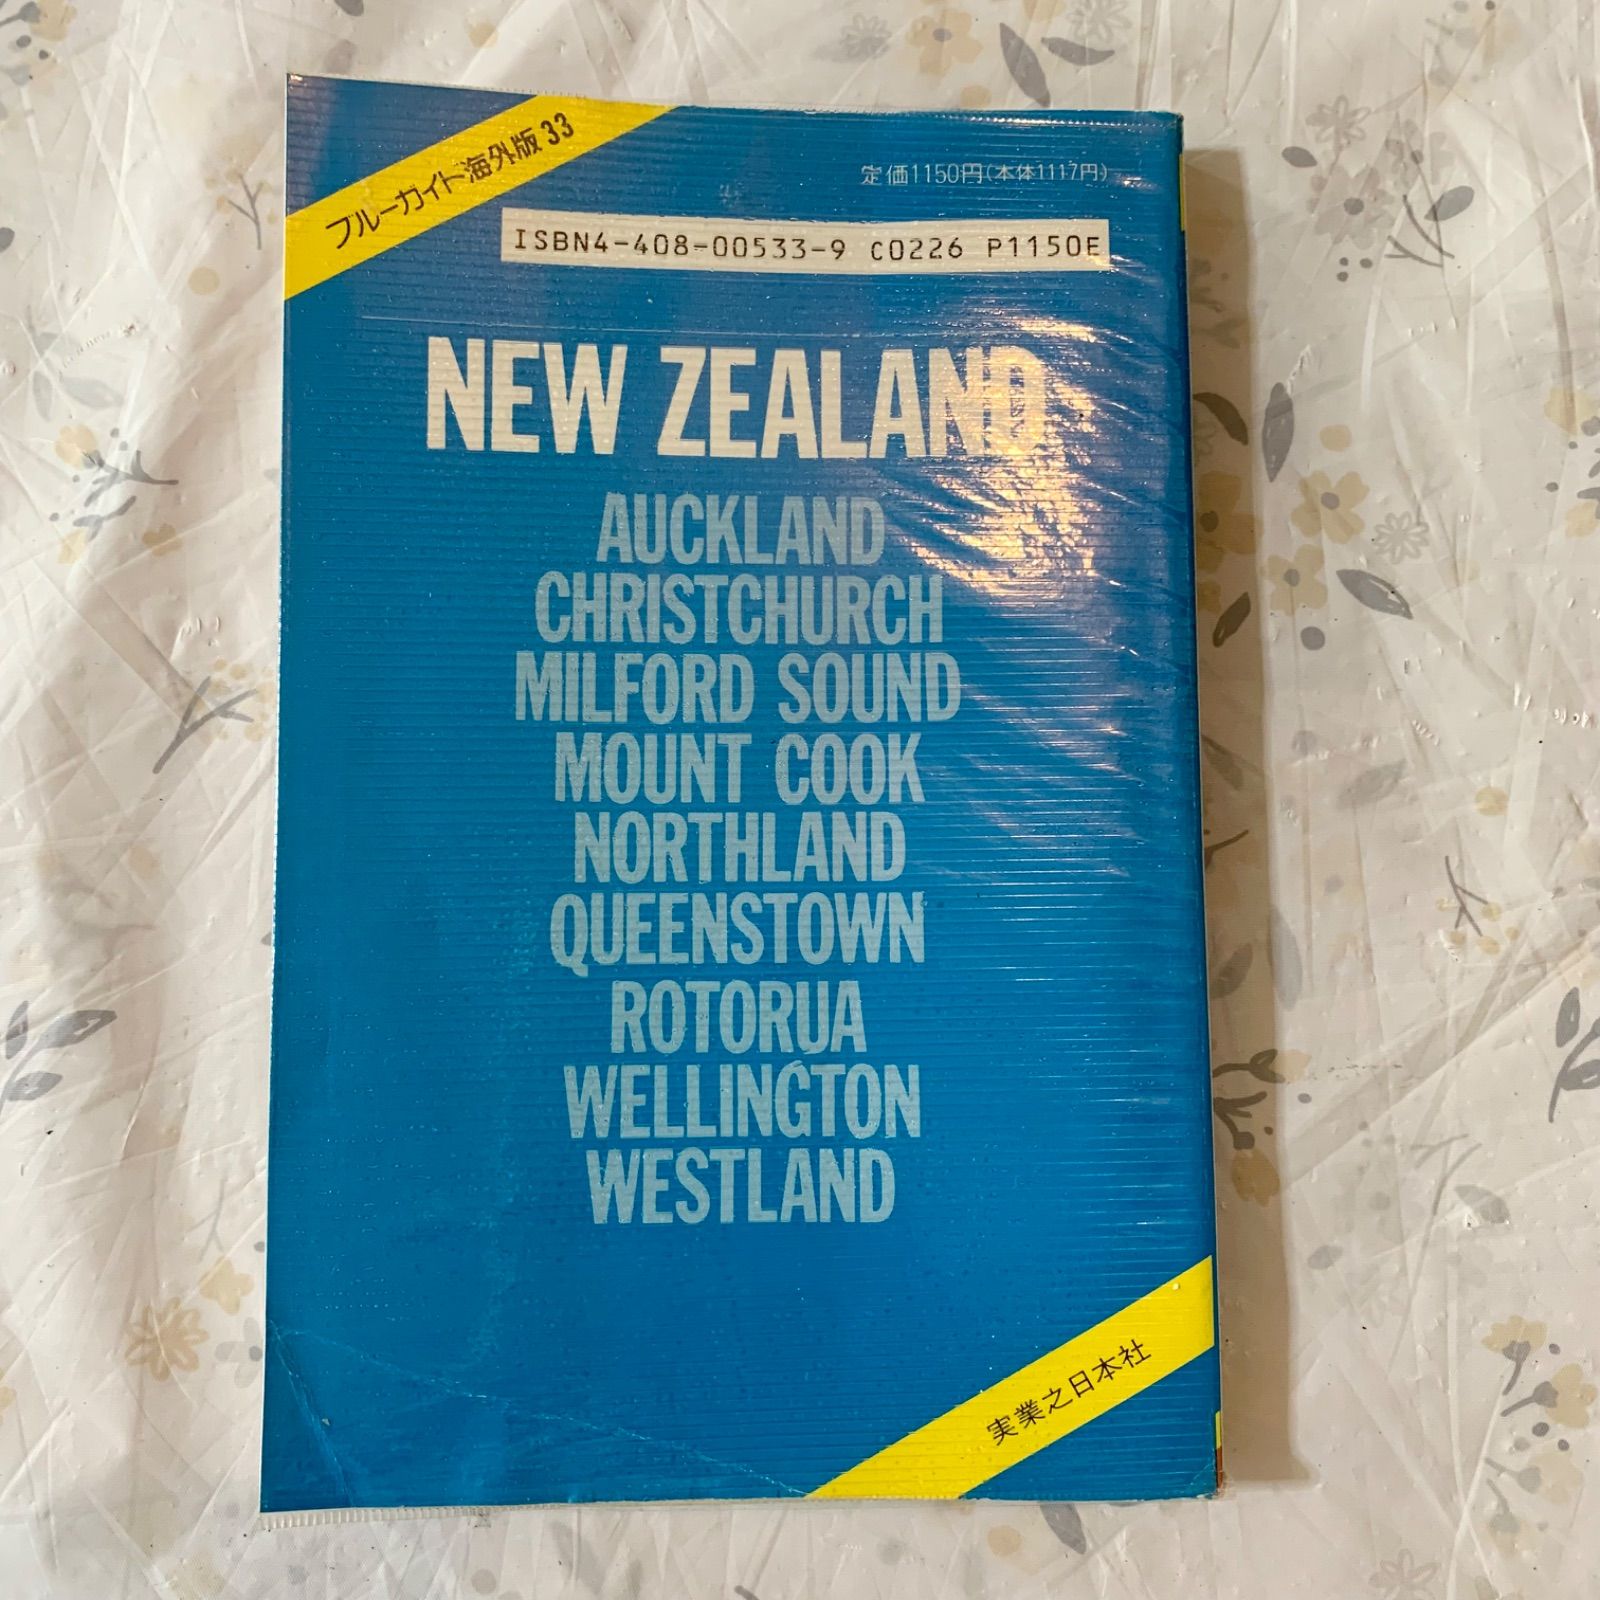 ブルーガイド海外版 33
定価1150円(本体1117円)
ISBN4-408-00533-9 C0226 P1150E
NEW ZEALAND
AUCKLAND
CHRISTCHURCH
MILFORD SOUND
MOUNT COOK
NORTHLAND
QUEENSTOWN
ROTORUA
WELLINGTON
WESTLAND
実業之日本社